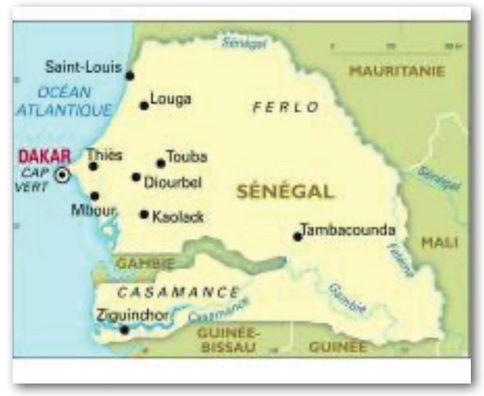 Sénégal
Saint-Louis
MAURITANIE
OCÉAN
ATLANTIQUE
Louga
FERLO
DAKAR
CAP
VERT
Thiès
Touba
Diourbel
Sénégal
SÉNÉGAL
Mbour
Kaolack
Tambacounda
MALI
Falémé
GAMBIE
CASAMANCE
Gambie
Ziguinchor
Casamance
GUINÉE-
BISSAU
GUINÉE